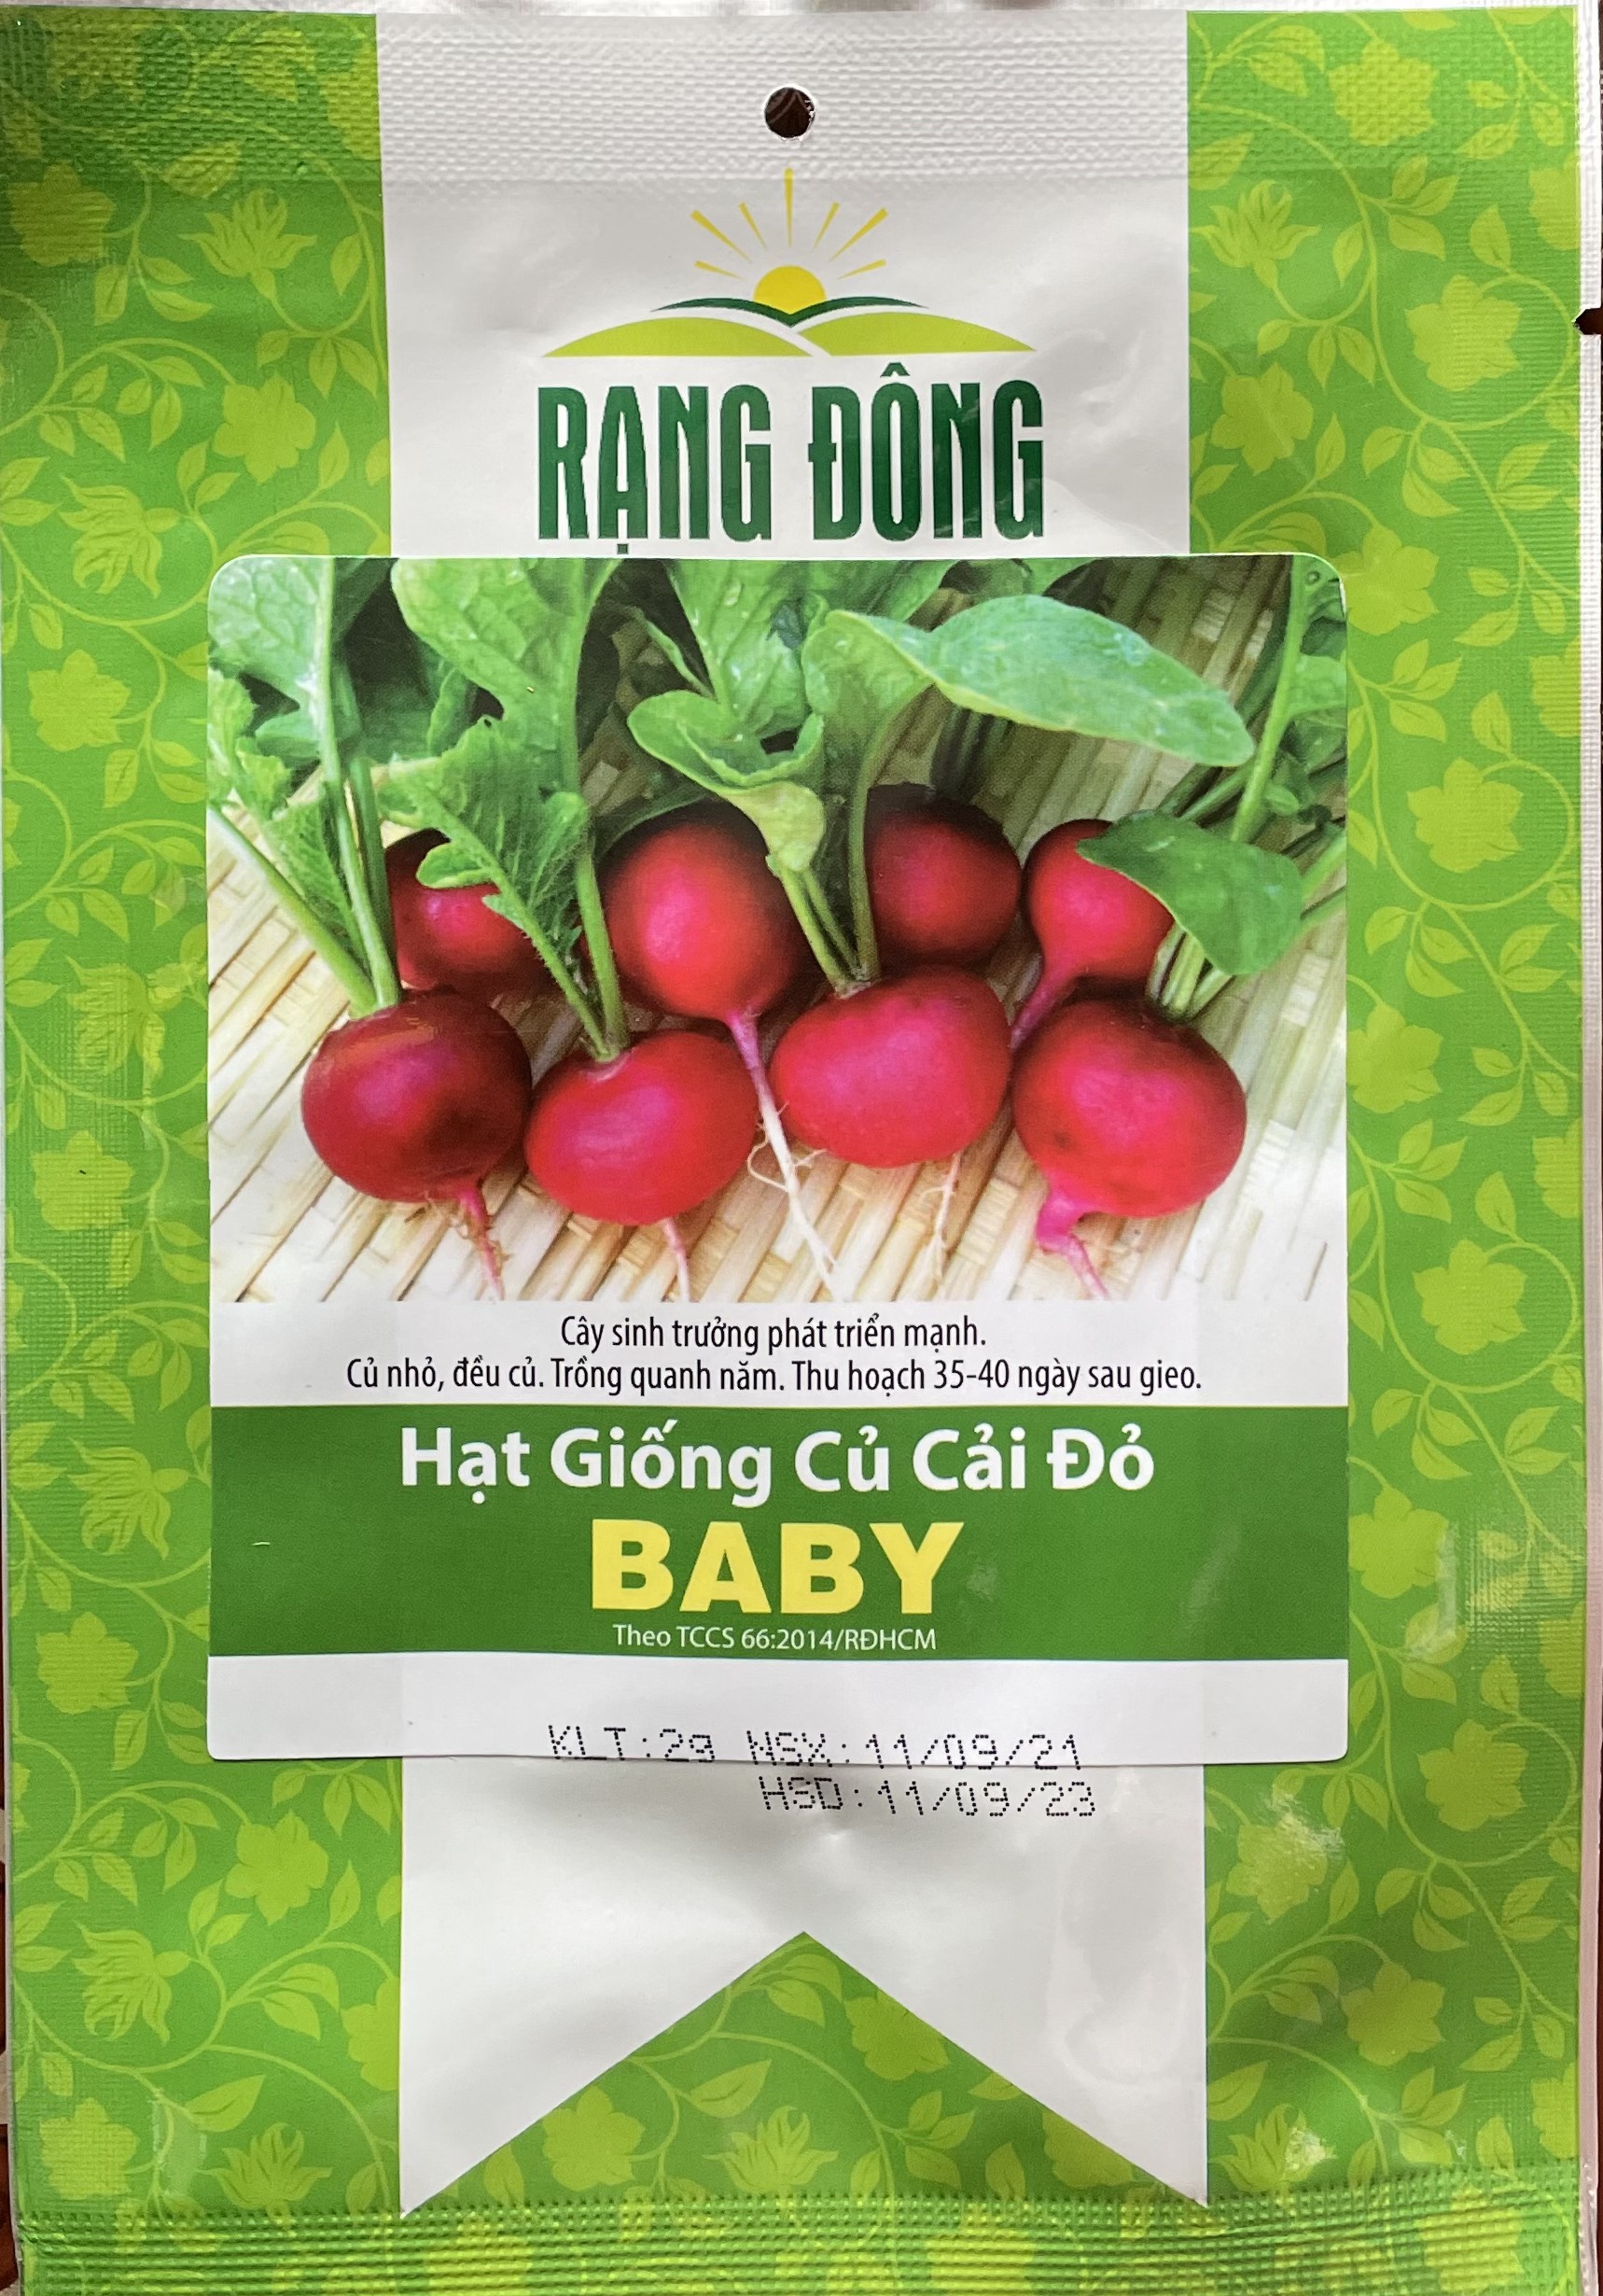 RẠNG ĐÔNG
Cây sinh trưởng phát triển mạnh.
Củ nhỏ, đều củ. Trồng quanh năm. Thu hoạch 35-40 ngày sau gieo.
Hạt Giống Củ Cải Đỏ
BABY
Theo TCCS 66:2014/RĐHCM
KLT:2g NSX:11/09/21
HSD:11/09/23